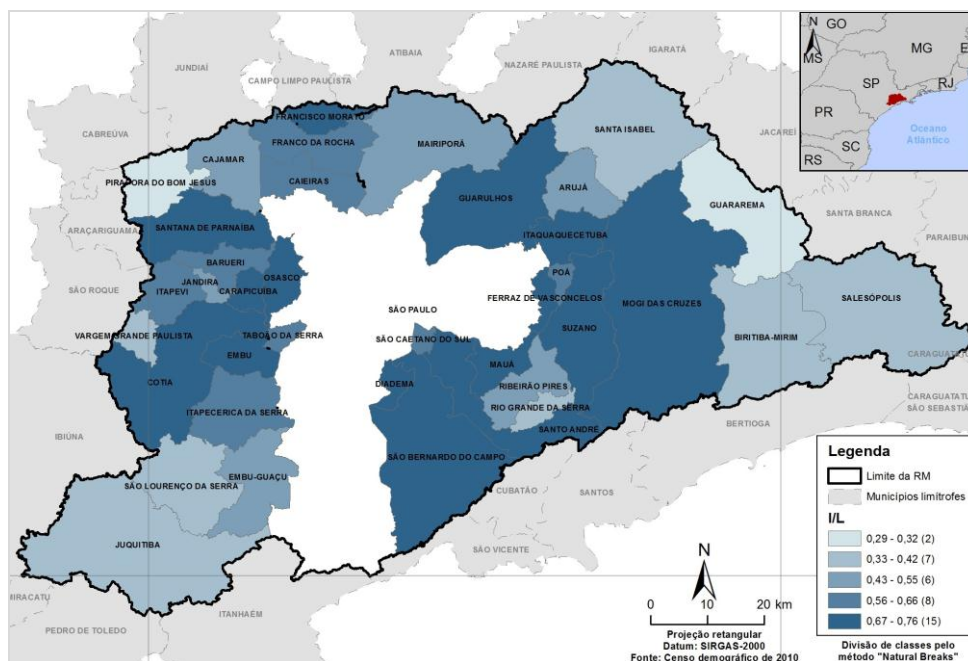 ATIBAIA
IGARATÁ
NAZARÉ PAULISTA
JUNDIAÍ
CAMPO LIMPO PAULISTA
CABREÚVA
FRANCISCO MORATO
SANTA ISABEL
JACAREÍ
FRANCO DA ROCHA
MAIRIPORÃ
CAJAMAR
PIRAPORA DO BOM JESUS
CAIEIRAS
ARUJÁ
GUARULHOS
GUARAREMA
SANTA BRANCA
ARAÇARIGUAMA
SANTANA DE PARNAÍBA
ITAQUAQUECETUBA
PARAIBUN
BARUERI
OSASCO
POÁ
JANDIRA
SÃO ROQUE
ITAPEVI
CARAPICUÍBA
FERRAZ DE VASCONCELOS
MOGI DAS CRUZES
SALESÓPOLIS
SÃO PAULO
SUZANO
VARGEM GRANDE PAULISTA
TABOÃO DA SERRA
SÃO CAETANO DO SUL
BIRITIBA-MIRIM
EMBU
MAUÁ
CARAGUATATU
COTIA
DIADEMA
RIBEIRÃO PIRES
CARAGUATATU
SÃO SEBASTIÃ
RIO GRANDE DA SERRA
ITAPECERICA DA SERRA
BERTIOGA
SANTO ANDRÉ
IBIÚNA
SÃO BERNARDO DO CAMPO
EMBU-GUAÇU
SÃO LOURENÇO DA SERRA
CUBATÃO
SANTOS
JUQUITIBA
SÃO VICENTE
MIRACATU
ITANHAÉM
PEDRO DE TOLEDO
N
GO
MS
MG
E
SP
RJ
PR
SC
RS
Oceano
Atlântico
Legenda
Limite da RM
Municípios limítrofes
I/L
0,29 - 0,32 (2)
0,33 - 0,42 (7)
0,43 - 0,55 (6)
0,56 - 0,66 (8)
0,67 - 0,76 (15)
N
0 10 20 km
Projeção retangular
Datum: SIRGAS-2000
Fonte: Censo demográfico de 2010
Divisão de classes pelo
método "Natural Breaks"